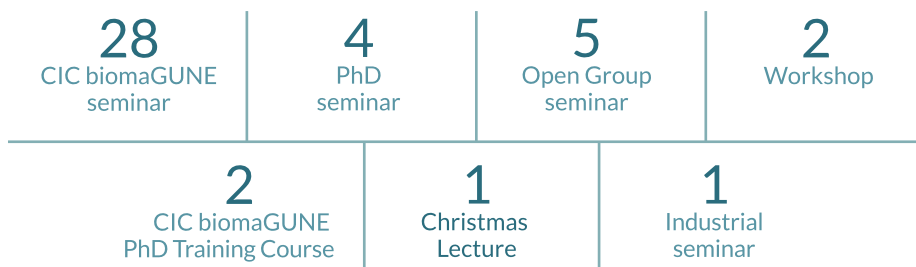 28
CIC biomaGUNE
seminar
4
PhD
seminar
5
Open Group
seminar
2
Workshop
2
CIC biomaGUNE
PhD Training Course
1
Christmas
Lecture
1
Industrial
seminar